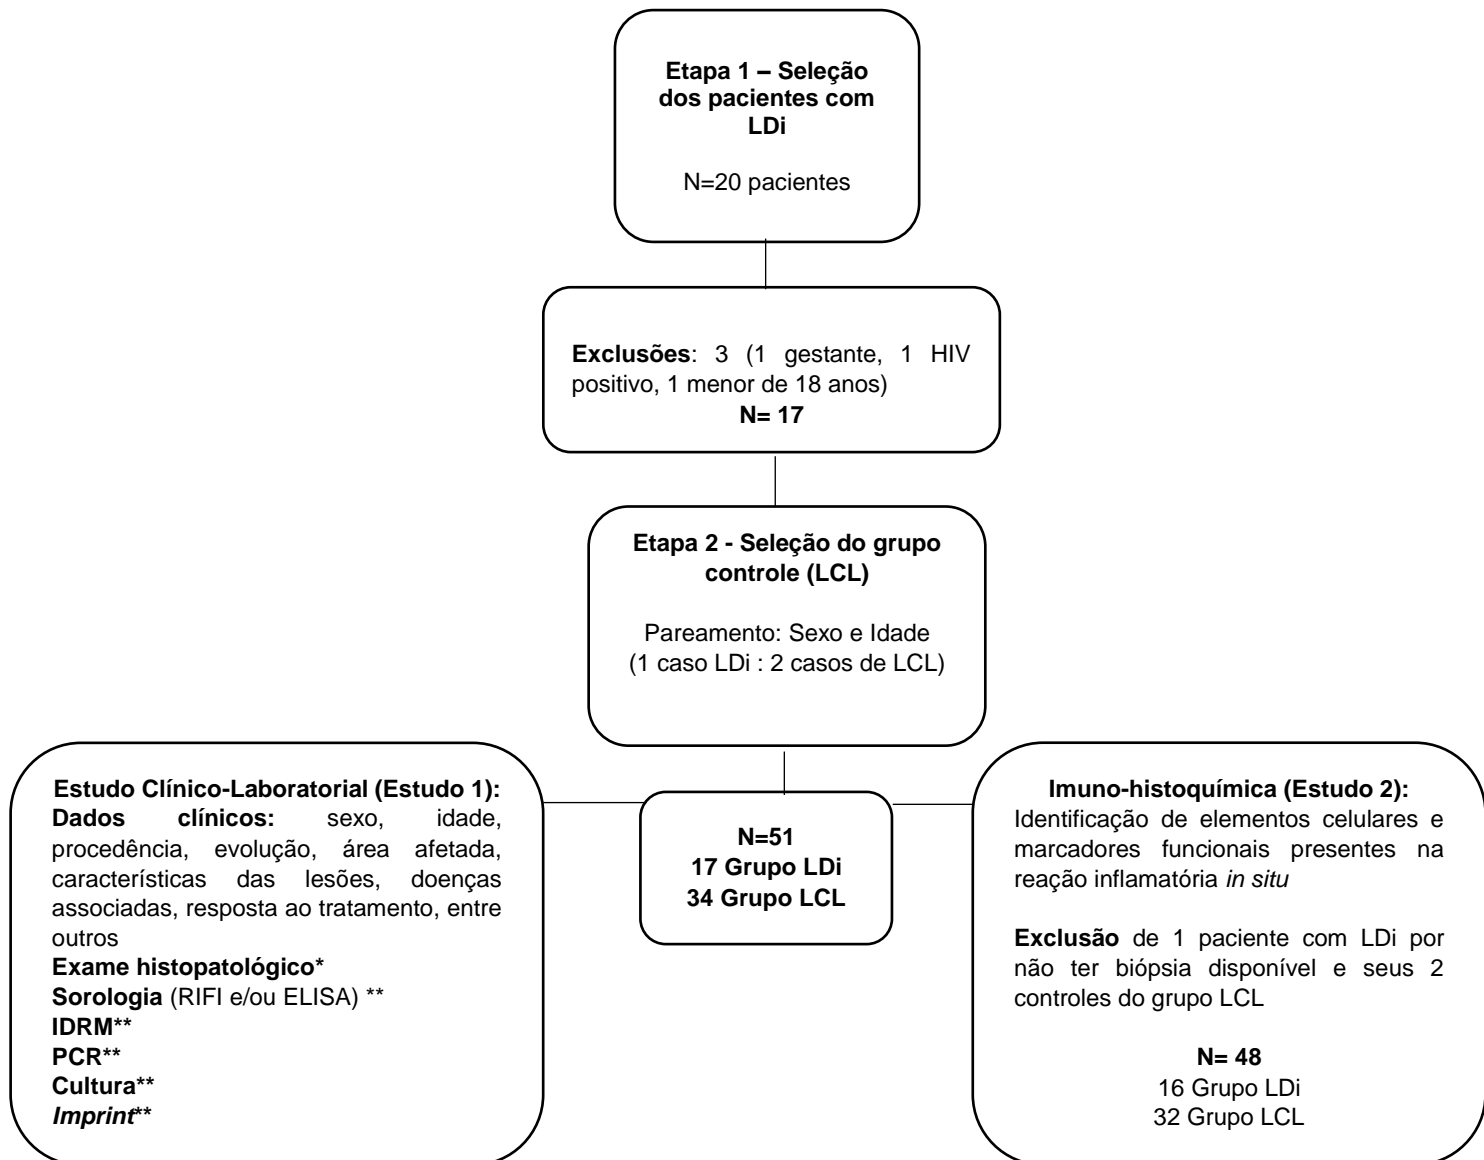 Etapa 1 – Seleção
dos pacientes com
LDi
N=20 pacientes
Exclusões: 3 (1 gestante, 1 HIV
positivo, 1 menor de 18 anos)
N= 17
Etapa 2 - Seleção do grupo
controle (LCL)
Pareamento: Sexo e Idade
(1 caso LDi : 2 casos de LCL)
Estudo Clínico-Laboratorial (Estudo 1):
Dados clínicos: sexo, idade,
procedência, evolução, área afetada,
características das lesões, doenças
associadas, resposta ao tratamento, entre
outros
Exame histopatológico*
Sorologia (RIFI e/ou ELISA) **
IDRM**
PCR**
Cultura**
Imprint**
N=51
17 Grupo LDi
34 Grupo LCL
Imuno-histoquímica (Estudo 2):
Identificação de elementos celulares e
marcadores funcionais presentes na
reação inflamatória in situ
Exclusão de 1 paciente com LDi por
não ter biópsia disponível e seus 2
controles do grupo LCL
N= 48
16 Grupo LDi
32 Grupo LCL